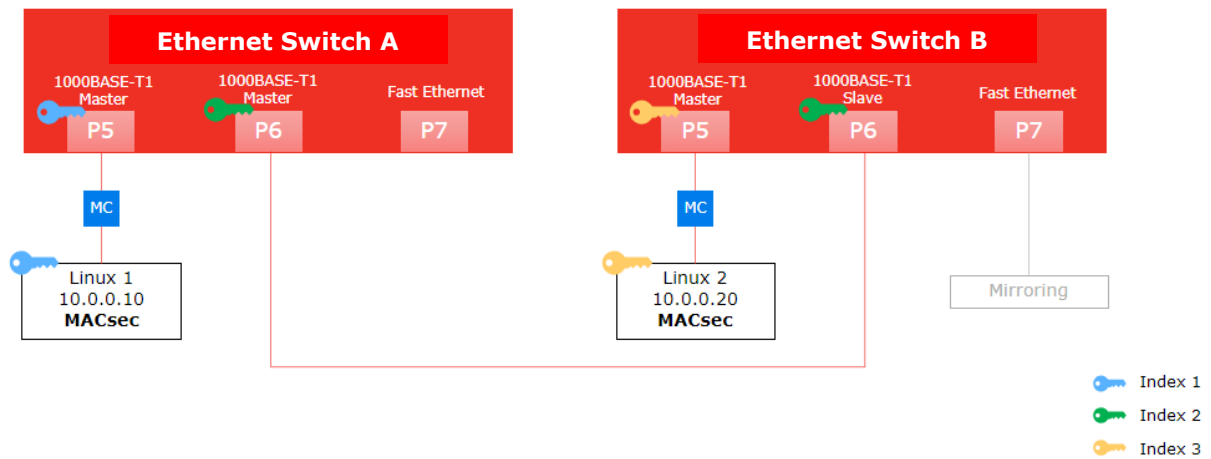 Ethernet Switch A
1000BASE-T1
Master
1000BASE-T1
Master
Fast Ethernet
P5
P6
P7
MC
Linux 1
10.0.0.10
MACsec
Ethernet Switch B
1000BASE-T1
Master
1000BASE-T1
Slave
Fast Ethernet
P5
P6
P7
MC
Linux 2
10.0.0.20
MACsec
Mirroring
Index 1
Index 2
Index 3